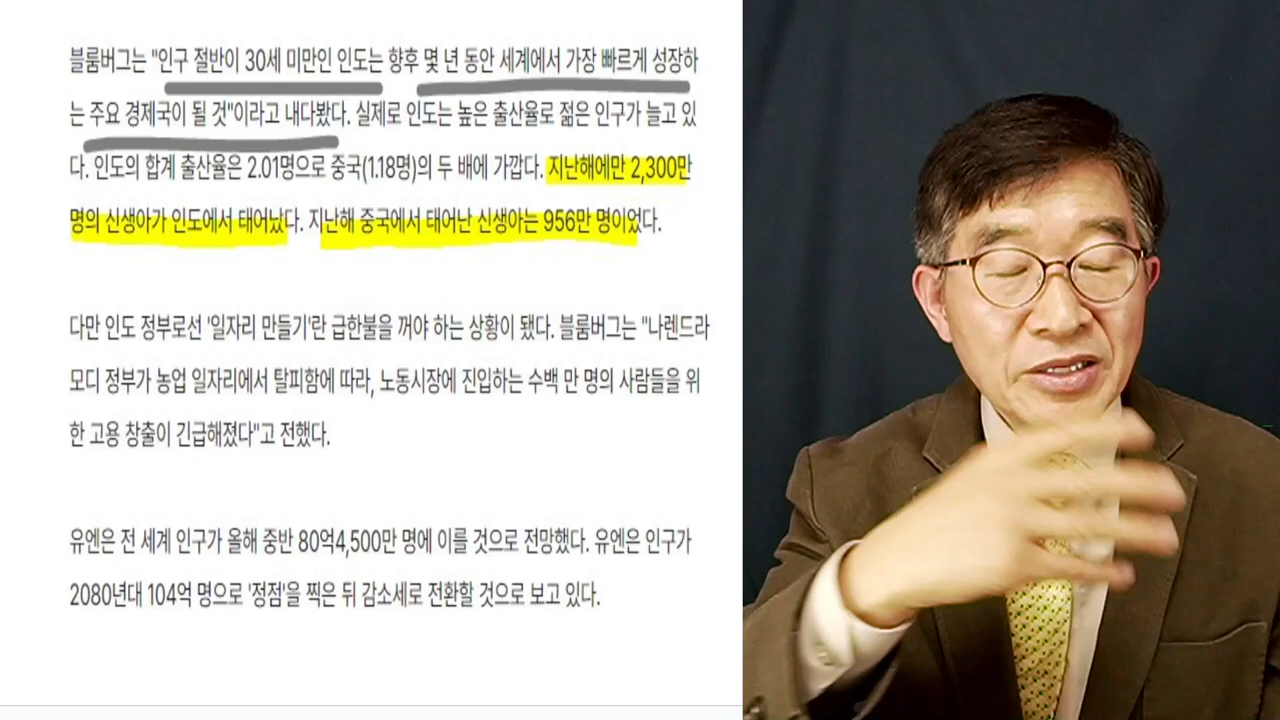 블룸버그는 "인구 절반이 30세 미만인 인도는 향후 몇 년 동안 세계에서 가장 빠르게 성장하
는 주요 경제국이 될 것"이라고 내다봤다. 실제로 인도는 높은 출산율로 젊은 인구가 늘고 있
다. 인도의 합계 출산율은 2.01명으로 중국(1.18명)의 두 배에 가깝다. 지난해에만 2,300만
명의 신생아가 인도에서 태어났다. 지난해 중국에서 태어난 신생아는 956만 명이었다.
다만 인도 정부로선 '일자리 만들기'란 급한불을 꺼야 하는 상황이 됐다. 블룸버그는 "나렌드라
모디 정부가 농업 일자리에서 탈피함에 따라, 노동시장에 진입하는 수백 만 명의 사람들을 위
한 고용 창출이 긴급해졌다"고 전했다.
유엔은 전 세계 인구가 올해 중반 80억4,500만 명에 이를 것으로 전망했다. 유엔은 인구가
2080년대 104억 명으로 '정점'을 찍은 뒤 감소세로 전환할 것으로 보고 있다.